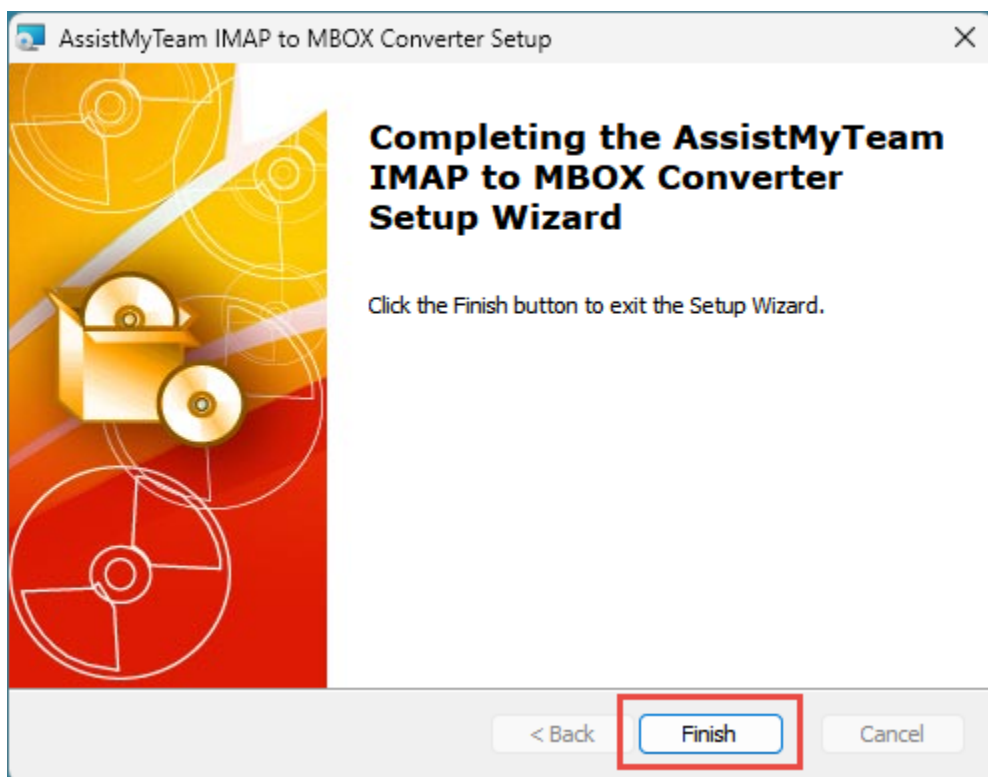 AssistMyTeam IMAP to MBOX Converter Setup
Completing the AssistMyTeam
IMAP to MBOX Converter
Setup Wizard
Click the Finish button to exit the Setup Wizard.
< Back
Finish
Cancel